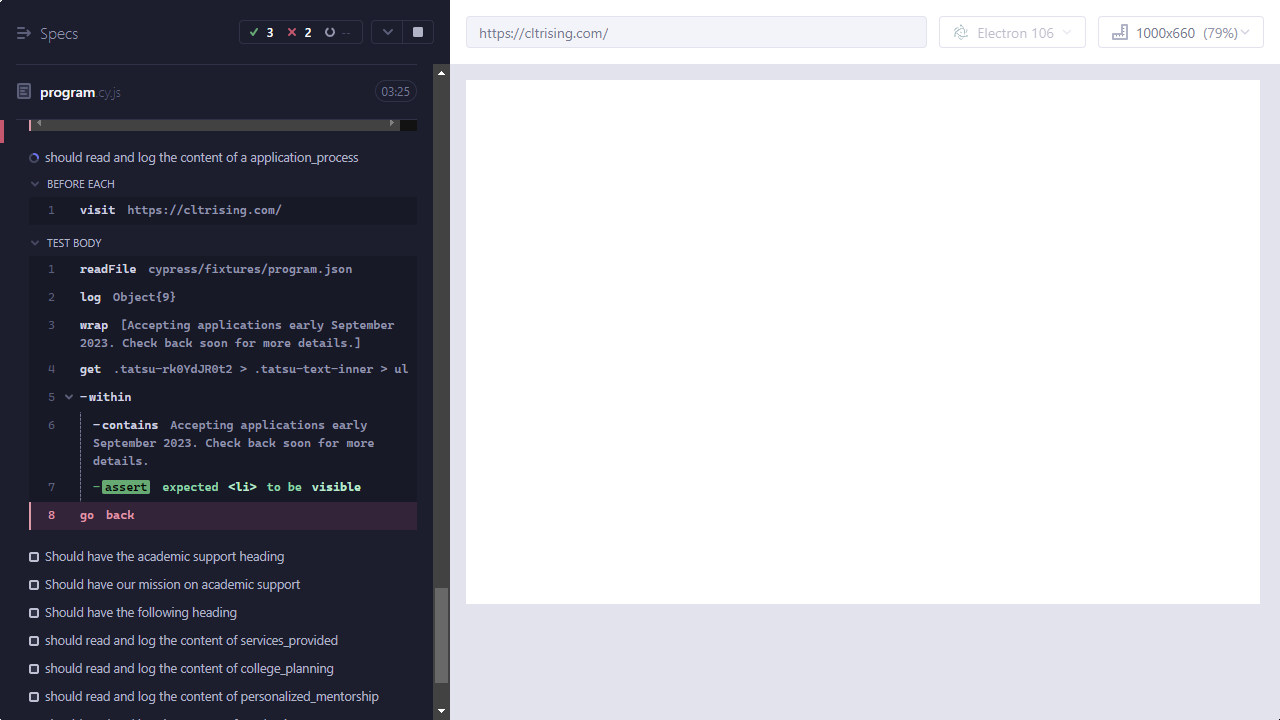 Specs
3
2
--
https://cltrising.com/
Electron 106
1000x660 (79%)
program cy.js
03:25
should read and log the content of a application_process
BEFORE EACH
1 visit https://cltrising.com/
TEST BODY
1 readFile cypress/fixtures/program.json
2 log Object{9}
3 wrap [Accepting applications early September
2023. Check back soon for more details.]
4 get .tatsu-rk0YdJR0t2 > .tatsu-text-inner > ul
5 -within
6 -contains Accepting applications early
September 2023. Check back soon for more
details.
7 -assert expected <li> to be visible
8 go back
Should have the academic support heading
Should have our mission on academic support
Should have the following heading
should read and log the content of services_provided
should read and log the content of college_planning
should read and log the content of personalized_mentorship